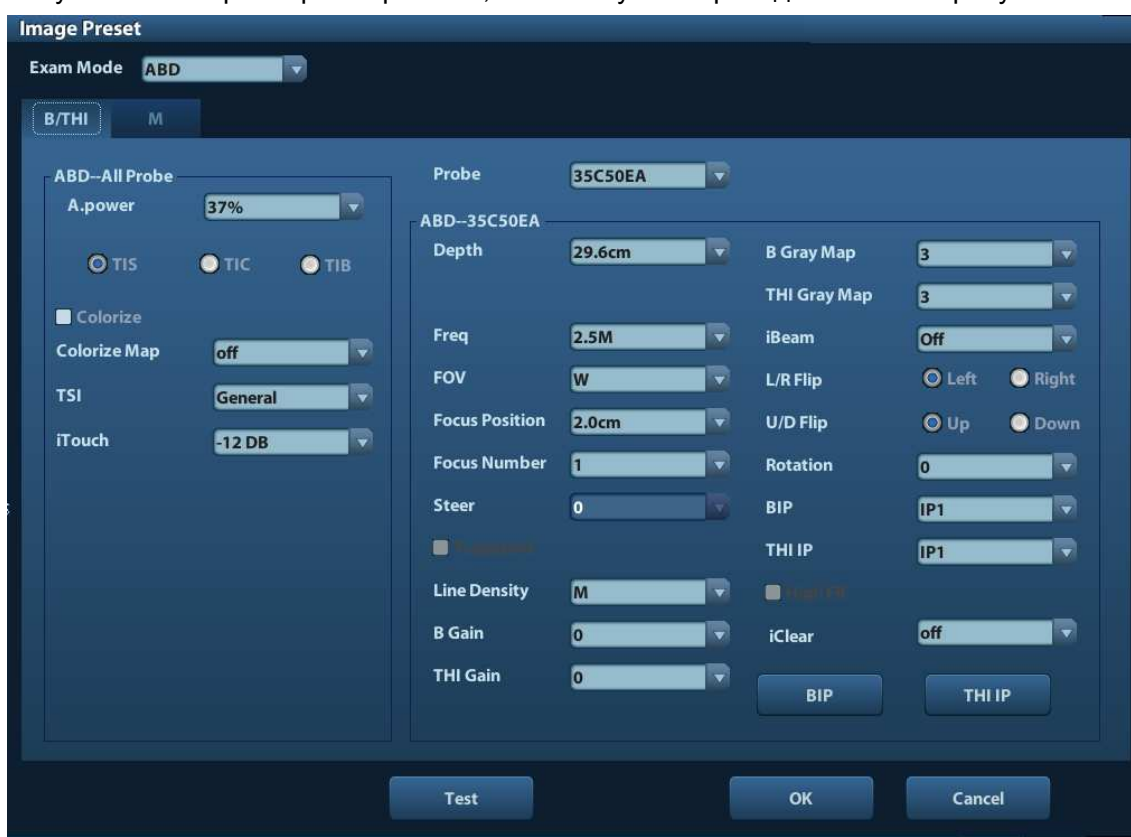 Image Preset
Exam Mode ABD
B/THI M
ABD--All Probe
A.power 37%
TIS TIC TIB
Colorize
Colorize Map off
TSI General
iTouch -12 DB
Probe 35C50EA
ABD--35C50EA
Depth 29.6cm
Freq 2.5M
FOV W
Focus Position 2.0cm
Focus Number 1
Steer 0
Line Density M
B Gain 0
THI Gain 0
B Gray Map 3
THI Gray Map 3
iBeam Off
L/R Flip Left Right
U/D Flip Up Down
Rotation 0
BIP IP1
THI IP IP1
iClear off
BIP THI IP
Test OK Cancel